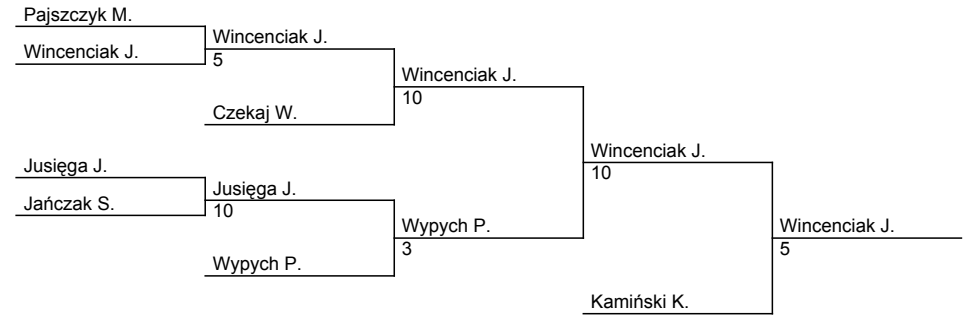 Pajszczyk M.
Wincenciak J.
Wincenciak J.
5
Wincenciak J.
10
Czekaj W.
Wincenciak J.
10
Jusięga J.
Jusięga J.
10
Jańczak S.
Wypych P.
3
Wincenciak J.
5
Wypych P.
Kamiński K.